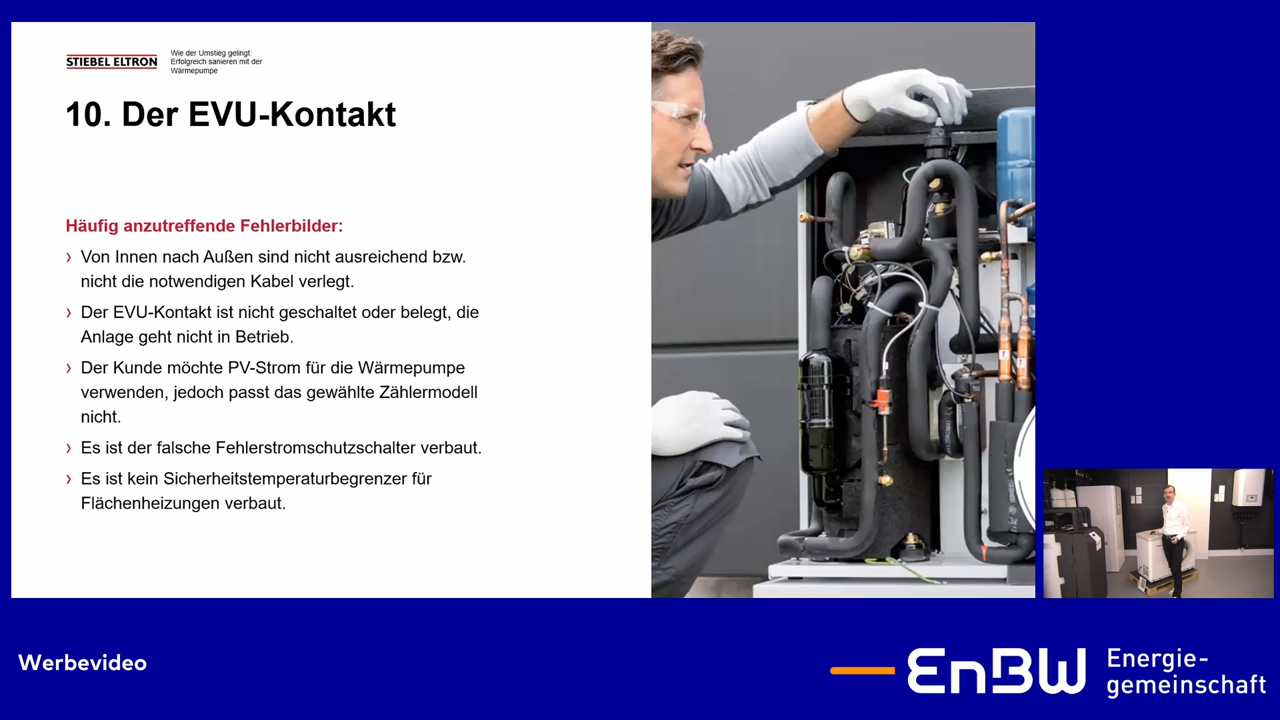 STIEBEL ELTRON
Wie der Umstieg gelingt:
Erfolgreich sanieren mit der
Wärmepumpe
10. Der EVU-Kontakt
Häufig anzutreffende Fehlerbilder:
› Von Innen nach Außen sind nicht ausreichend bzw.
nicht die notwendigen Kabel verlegt.
› Der EVU-Kontakt ist nicht geschaltet oder belegt, die
Anlage geht nicht in Betrieb.
› Der Kunde möchte PV-Strom für die Wärmepumpe
verwenden, jedoch passt das gewählte Zählermodell
nicht.
› Es ist der falsche Fehlerstromschutzschalter verbaut.
› Es ist kein Sicherheitstemperaturbegrenzer für
Flächenheizungen verbaut.
Werbevideo
EnBW
Energie-
gemeinschaft